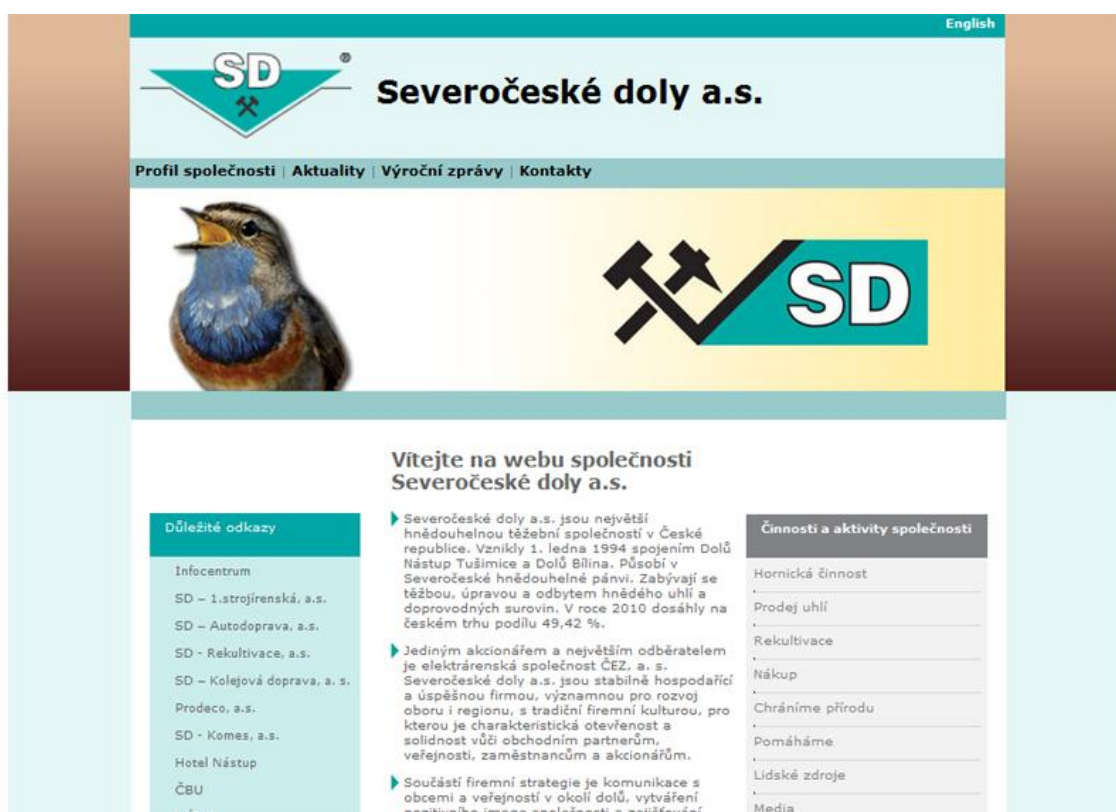 English
SD
®
Severočeské doly a.s.
Profil společnosti | Aktuality | Výroční zprávy | Kontakty
SD
Důležité odkazy
Infocentrum
SD – 1.strojírenská, a.s.
SD – Autodoprava, a.s.
SD - Rekultivace, a.s.
SD – Kolejová doprava, a. s.
Prodeco, a.s.
SD - Komes, a.s.
Hotel Nástup
ČBU
Vítejte na webu společnosti
Severočeské doly a.s.
Severočeské doly a.s. jsou největší
hnědouhelnou těžební společností v České
republice. Vznikly 1. ledna 1994 spojením Dolů
Nástup Tušimice a Dolů Bílina. Působí v
Severočeské hnědouhelné pánvi. Zabývají se
těžbou, úpravou a odbytem hnědého uhlí a
doprovodných surovin. V roce 2010 dosáhly na
českém trhu podílu 49,42 %.
Jediným akcionářem a největším odběratelem
je elektrárenská společnost ČEZ, a. s.
Severočeské doly a.s. jsou stabilně hospodařící
a úspěšnou firmou, významnou pro rozvoj
oboru i regionu, s tradiční firemní kulturou, pro
kterou je charakteristická otevřenost a
solidnost vůči obchodním partnerům,
veřejnosti, zaměstnancům a akcionářům.
Součástí firemní strategie je komunikace s
obcemi a veřejností v okolí dolů, vytváření
Činnosti a aktivity společnosti
Hornická činnost
Prodej uhlí
Rekultivace
Nákup
Chráníme přírodu
Pomáháme
Lidské zdroje
Media